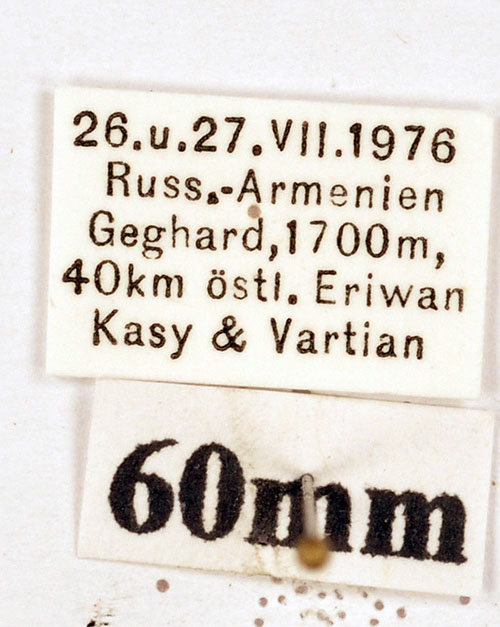 26.u.27.VII.1976
Russ.-Armenien
Geghard,1700m,
40km östl. Eriwan
Kasy & Vartian
60mm